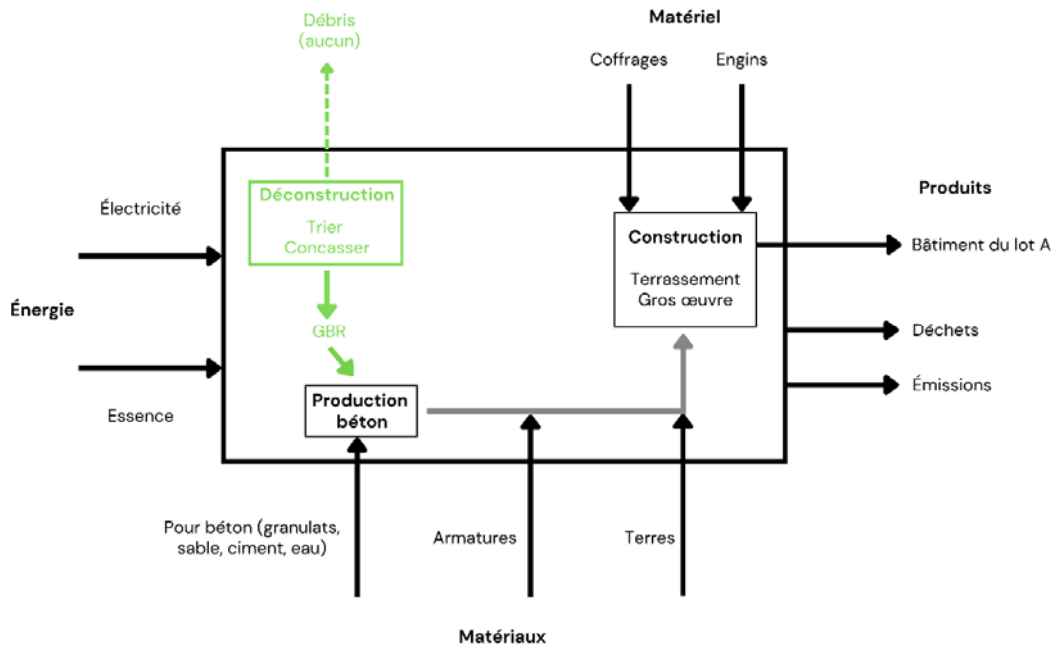 Débris
(aucun)
Matériel
Coffrages
Engins
Déconstruction
Trier
Concasser
Électricité
Produits
Construction
Terrassement
Gros œuvre
Bâtiment du lot A
Énergie
GBR
Déchets
Émissions
Essence
Production
béton
Pour béton (granulats,
sable, ciment, eau)
Armatures
Terres
Matériaux